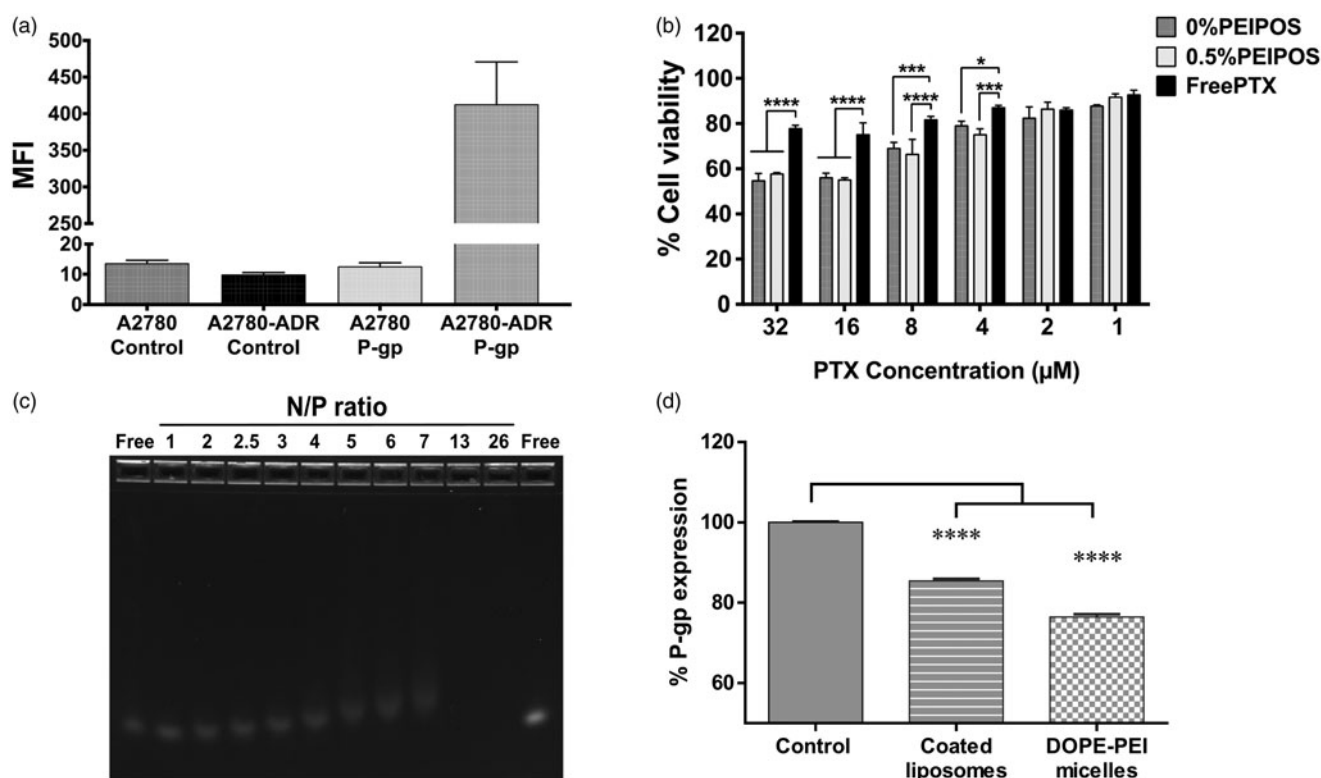 (a)
500
450
400
350
300
250
20
10
0
MFI
A2780
Control
A2780-ADR
Control
A2780
P-gp
A2780-ADR
P-gp
(b)
120
100
80
60
40
20
0
% Cell viability
****
****
***
****
*
***
32 16 8 4 2 1
PTX Concentration (µM)
0%PEIPOS
0.5%PEIPOS
FreePTX
(c)
N/P ratio
Free 1 2 2.5 3 4 5 6 7 13 26 Free
(d)
120
100
80
60
% P-gp expression
****
****
Control
Coated
liposomes
DOPE-PEI
micelles